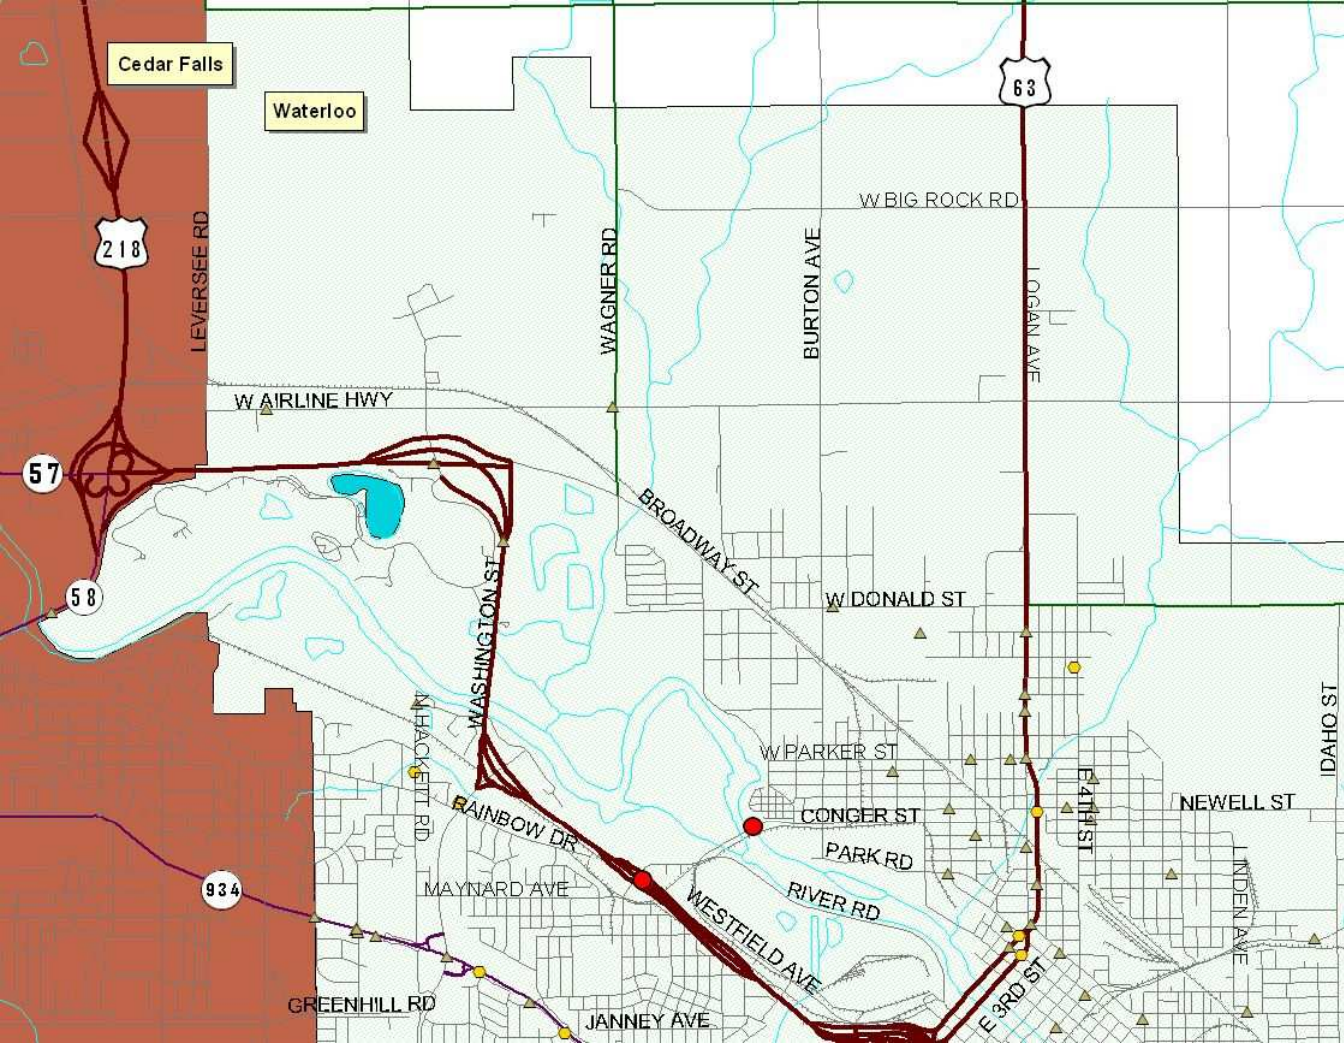 Cedar Falls
63
Waterloo
W BIG ROCK RD
218
LEVERSEE RD
WAGNER RD
BURTON AVE
LOGAN AVE
W AIRLINE HWY
57
BROADWAY ST
58
W DONALD ST
WASHINGTON ST
N HACKETT RD
IDAHO ST
W PARKER ST
E 4TH ST
NEWELL ST
RAINBOW DR
CONGER ST
PARK RD
934
MAYNARD AVE
RIVER RD
LINDEN AVE
WESTFIELD AVE
GREENHILL RD
E 3RD ST
JANNEY AVE